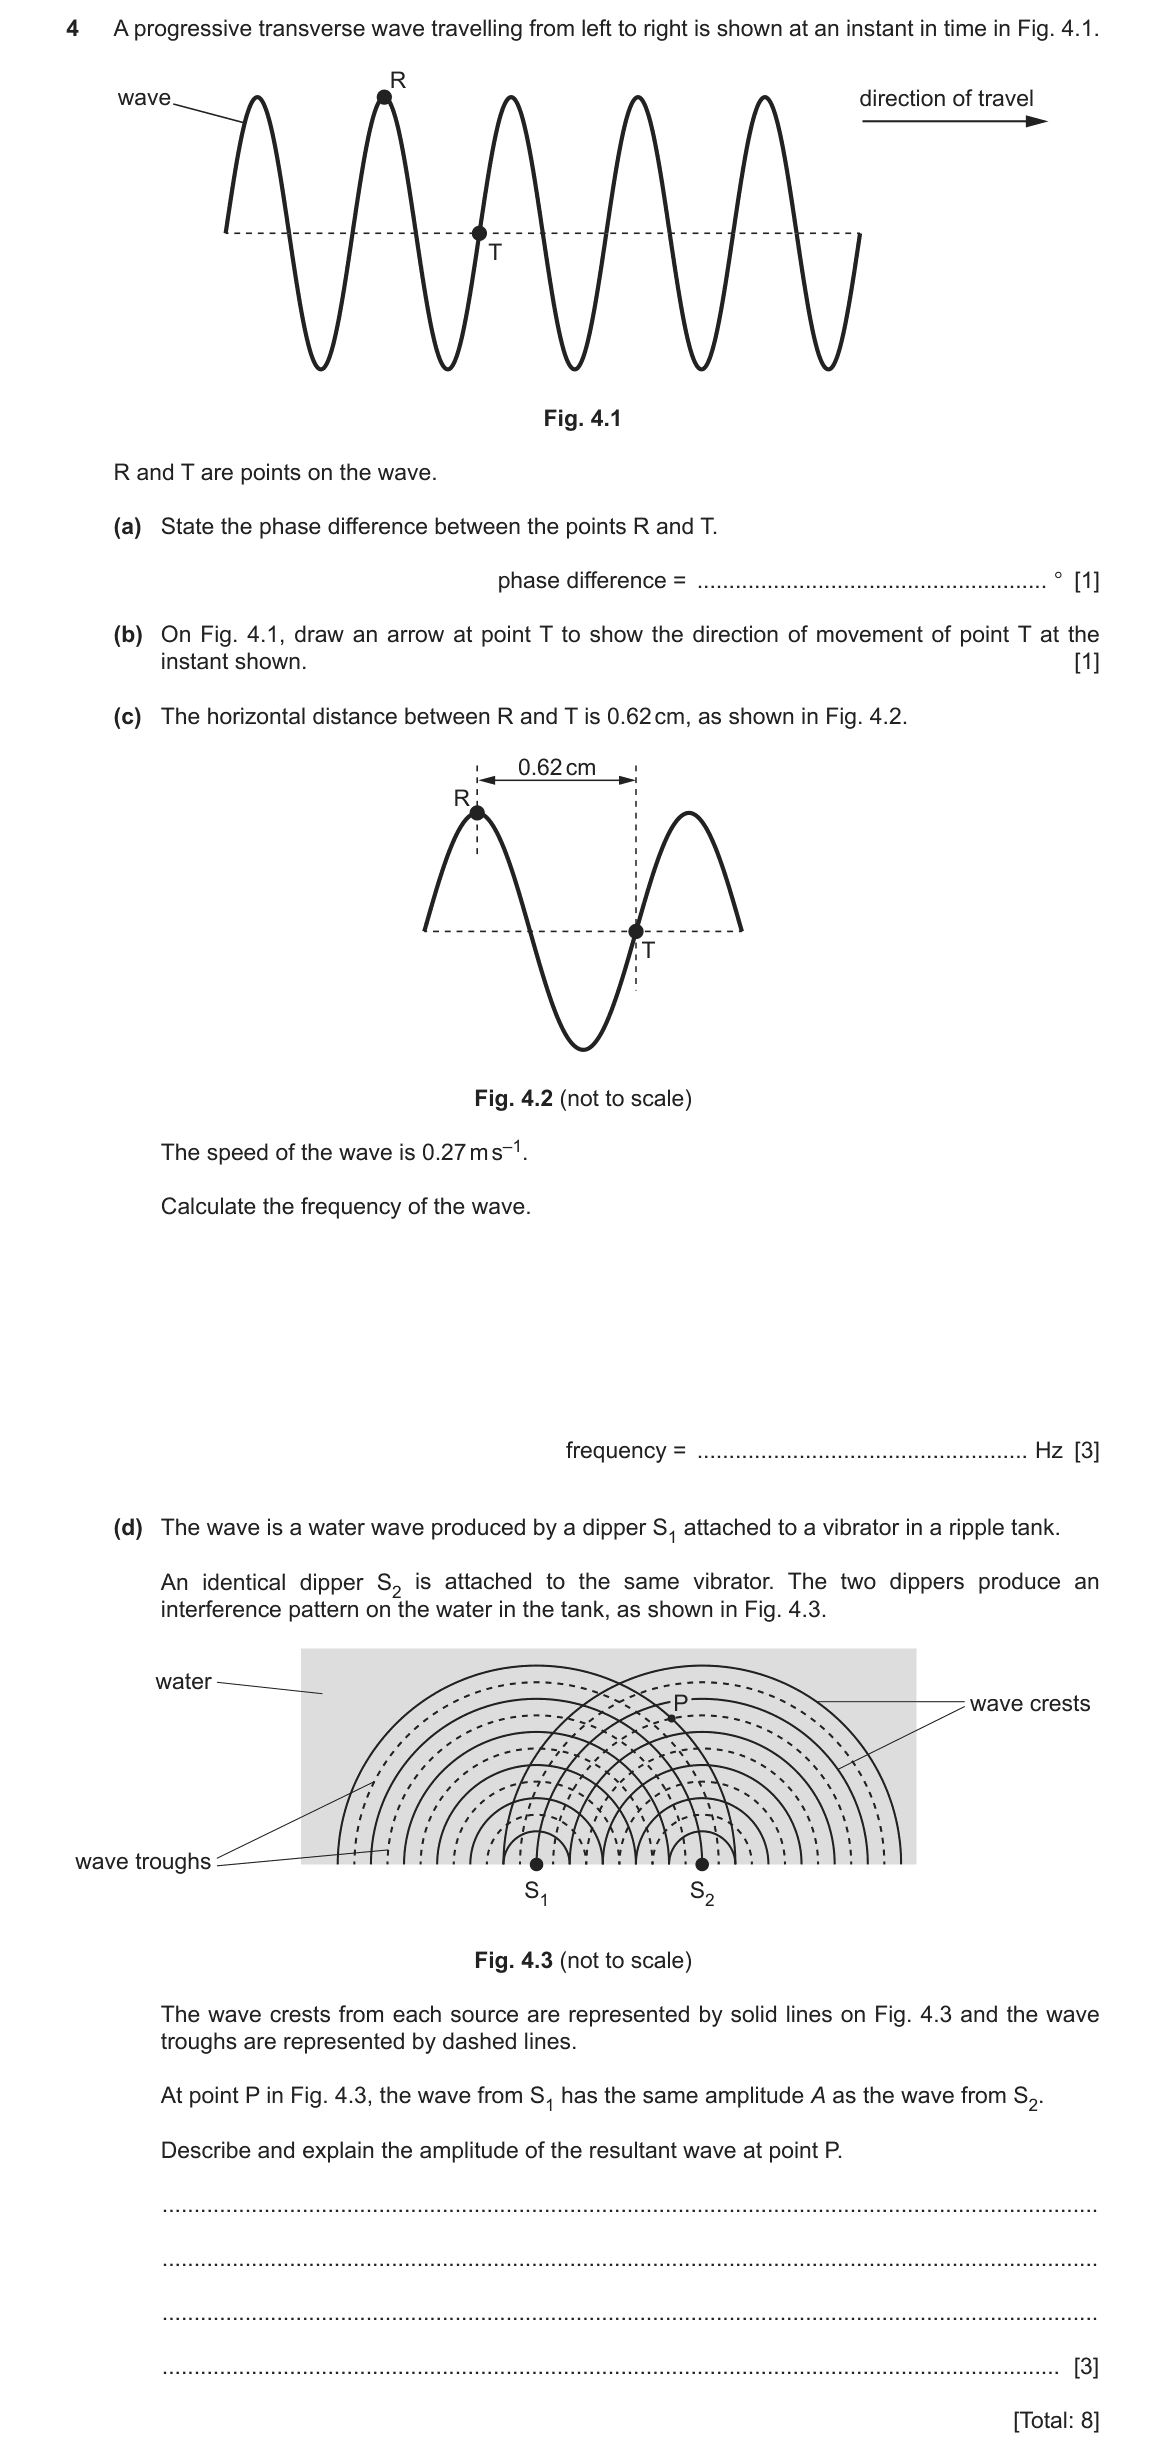 4 A progressive transverse wave travelling from left to right is shown at an instant in time in Fig. 4.1.
R
wave
direction of travel
T
Fig. 4.1
R and T are points on the wave.
(a) State the phase difference between the points R and T.
phase difference = .................................................... ° [1]
(b) On Fig. 4.1, draw an arrow at point T to show the direction of movement of point T at the
instant shown. [1]
(c) The horizontal distance between R and T is 0.62 cm, as shown in Fig. 4.2.
0.62 cm
R
T
Fig. 4.2 (not to scale)
The speed of the wave is 0.27 m s⁻¹.
Calculate the frequency of the wave.
frequency = .................................................. Hz [3]
(d) The wave is a water wave produced by a dipper S₁ attached to a vibrator in a ripple tank.
An identical dipper S₂ is attached to the same vibrator. The two dippers produce an
interference pattern on the water in the tank, as shown in Fig. 4.3.
water
P
wave crests
wave troughs
S₁ S₂
Fig. 4.3 (not to scale)
The wave crests from each source are represented by solid lines on Fig. 4.3 and the wave
troughs are represented by dashed lines.
At point P in Fig. 4.3, the wave from S₁ has the same amplitude A as the wave from S₂.
Describe and explain the amplitude of the resultant wave at point P.
..........................................................................................................................................
..........................................................................................................................................
..........................................................................................................................................
..................................................................................................................................... [3]
[Total: 8]